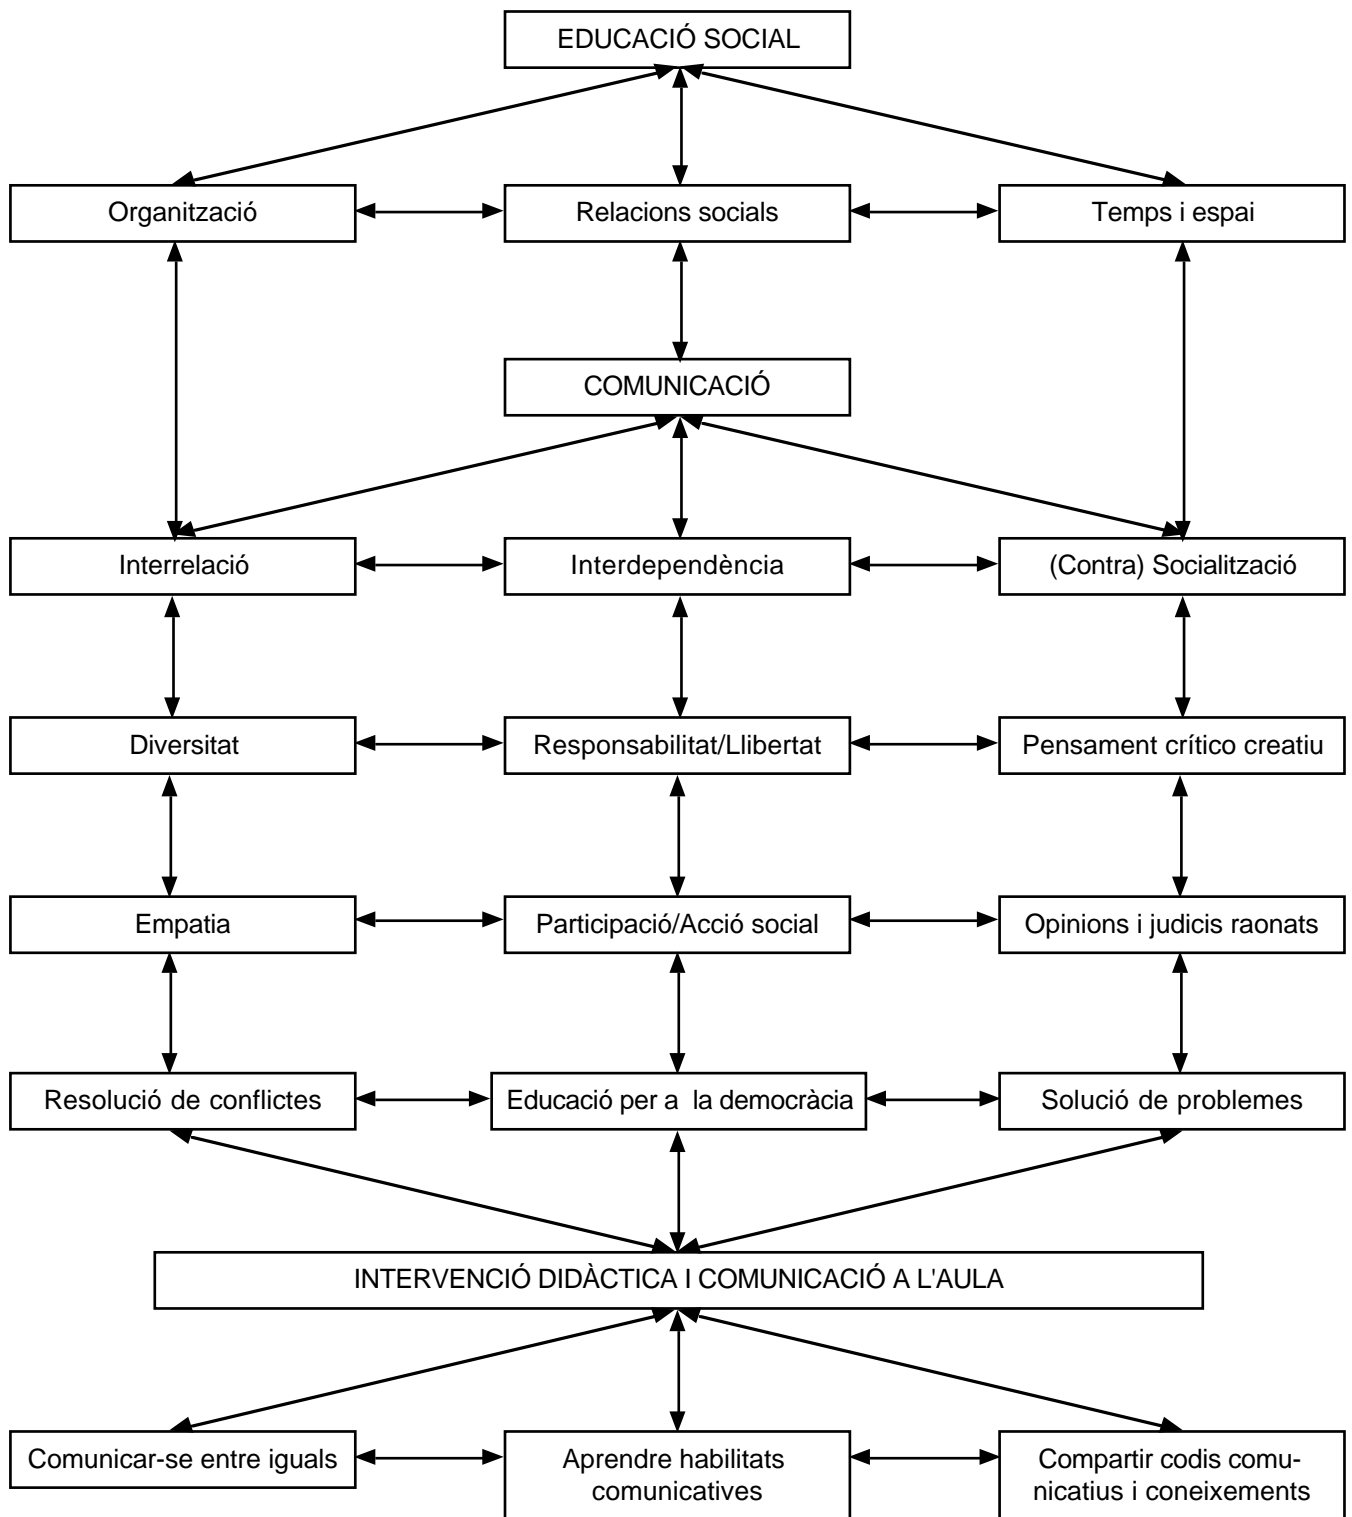 EDUCACIÓ SOCIAL
Organització
Relacions socials
Temps i espai
COMUNICACIÓ
Interrelació
Interdependència
(Contra) Socialització
Diversitat
Responsabilitat/Llibertat
Pensament crítico creatiu
Empatia
Participació/Acció social
Opinions i judicis raonats
Resolució de conflictes
Educació per a la democràcia
Solució de problemes
INTERVENCIÓ DIDÀCTICA I COMUNICACIÓ A L'AULA
Comunicar-se entre iguals
Aprendre habilitats
comunicatives
Compartir codis comu-
nicatius i coneixements